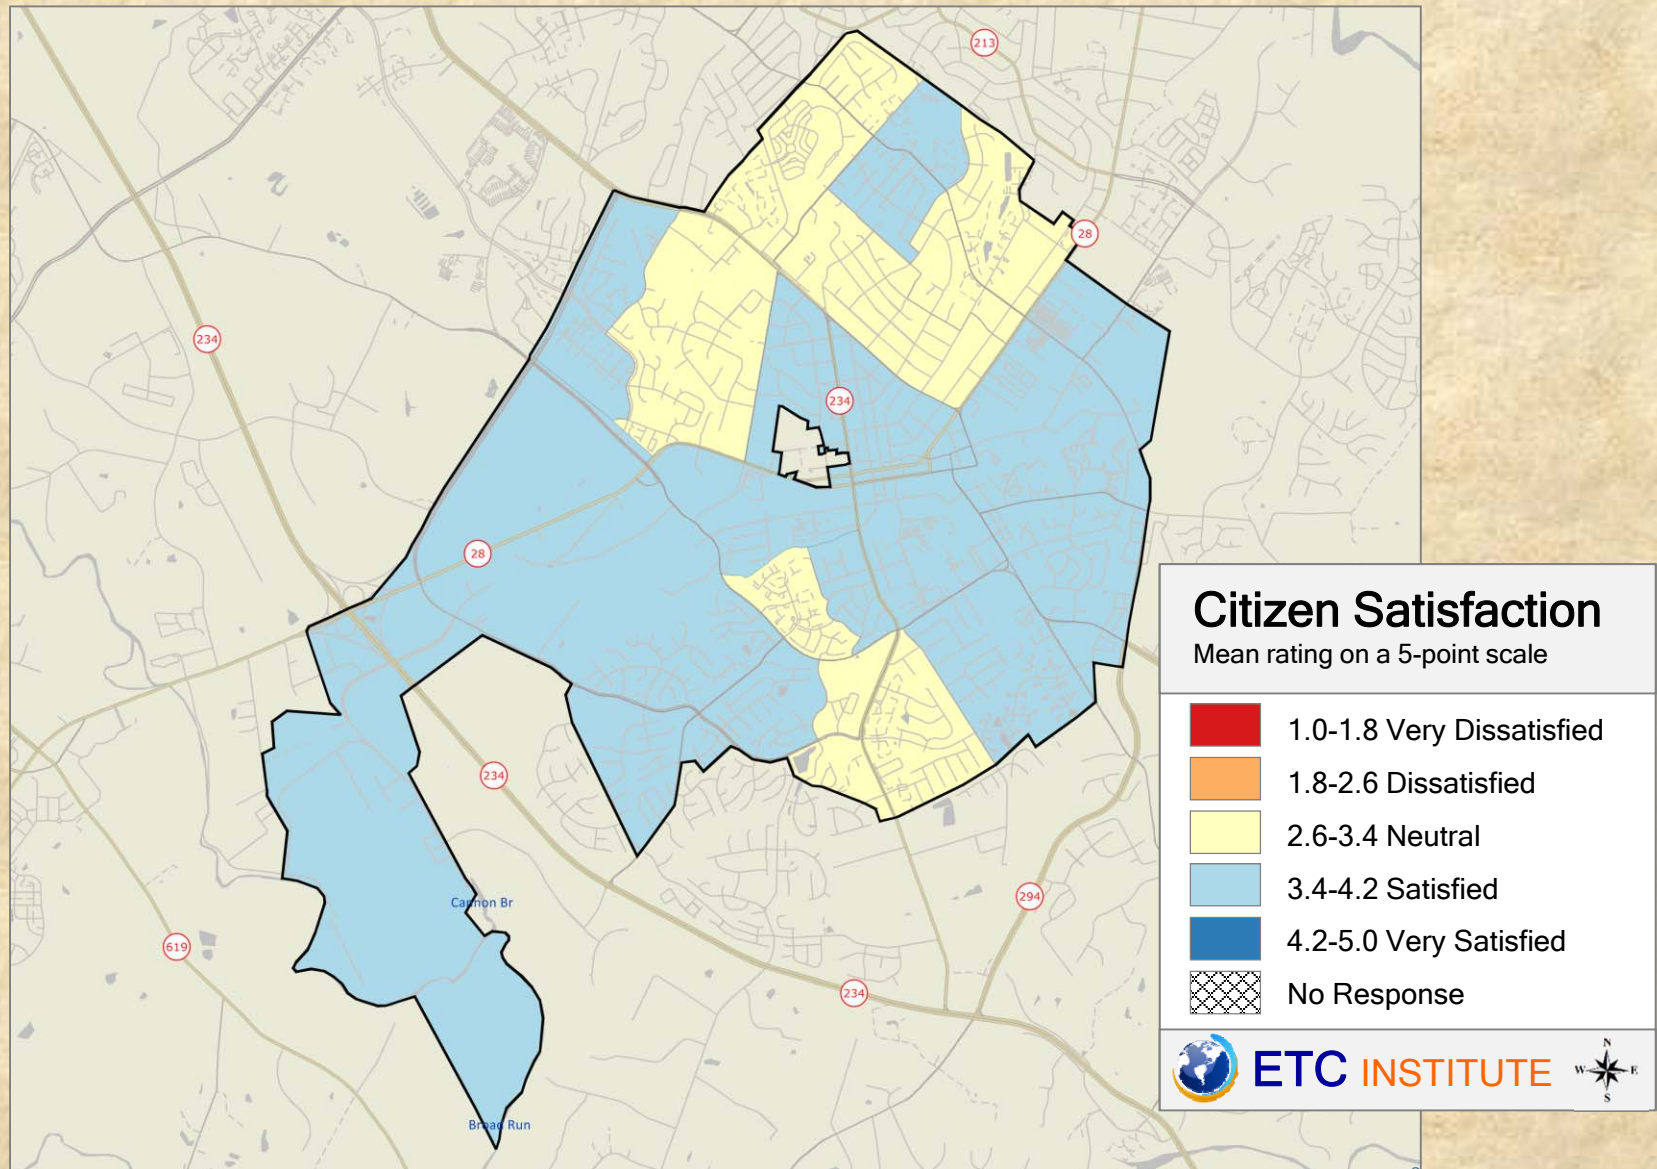 213
28
234
234
28
Citizen Satisfaction
Mean rating on a 5-point scale
1.0-1.8 Very Dissatisfied
1.8-2.6 Dissatisfied
2.6-3.4 Neutral
3.4-4.2 Satisfied
4.2-5.0 Very Satisfied
No Response
ETC INSTITUTE
N
W E
S
234
294
Cannon Br
619
234
Broad Run